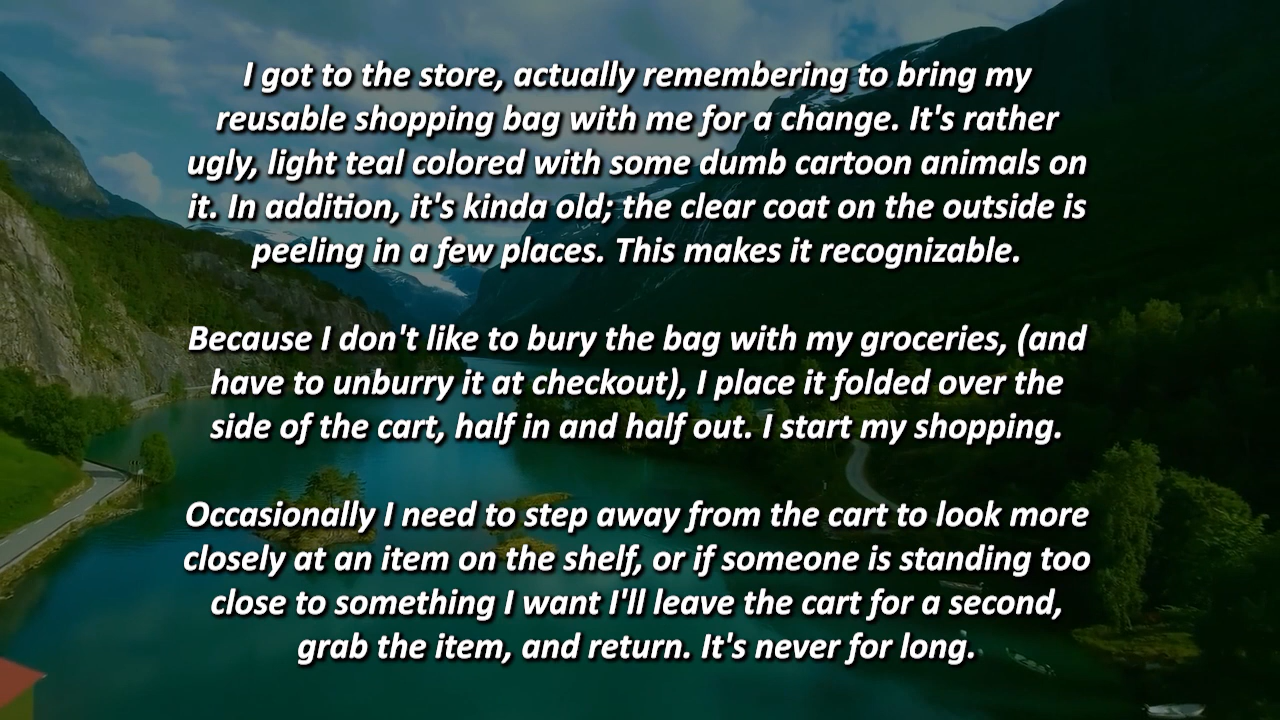 I got to the store, actually remembering to bring my
reusable shopping bag with me for a change. It's rather
ugly, light teal colored with some dumb cartoon animals on
it. In addition, it's kinda old; the clear coat on the outside is
peeling in a few places. This makes it recognizable.
Because I don't like to bury the bag with my groceries, (and
have to unburry it at checkout), I place it folded over the
side of the cart, half in and half out. I start my shopping.
Occasionally I need to step away from the cart to look more
closely at an item on the shelf, or if someone is standing too
close to something I want I'll leave the cart for a second,
grab the item, and return. It's never for long.